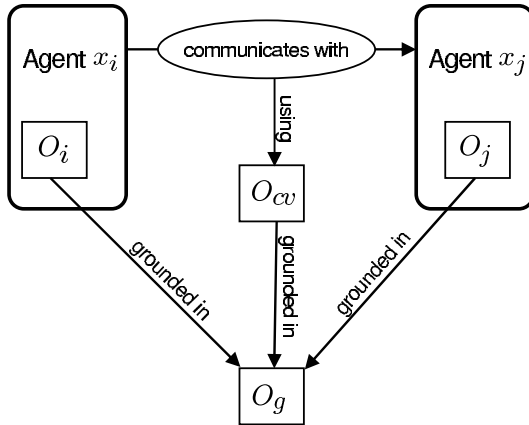 Agent x_i
communicates with
Agent x_j
using
O_i
O_cv
O_j
grounded in
grounded in
grounded in
O_g